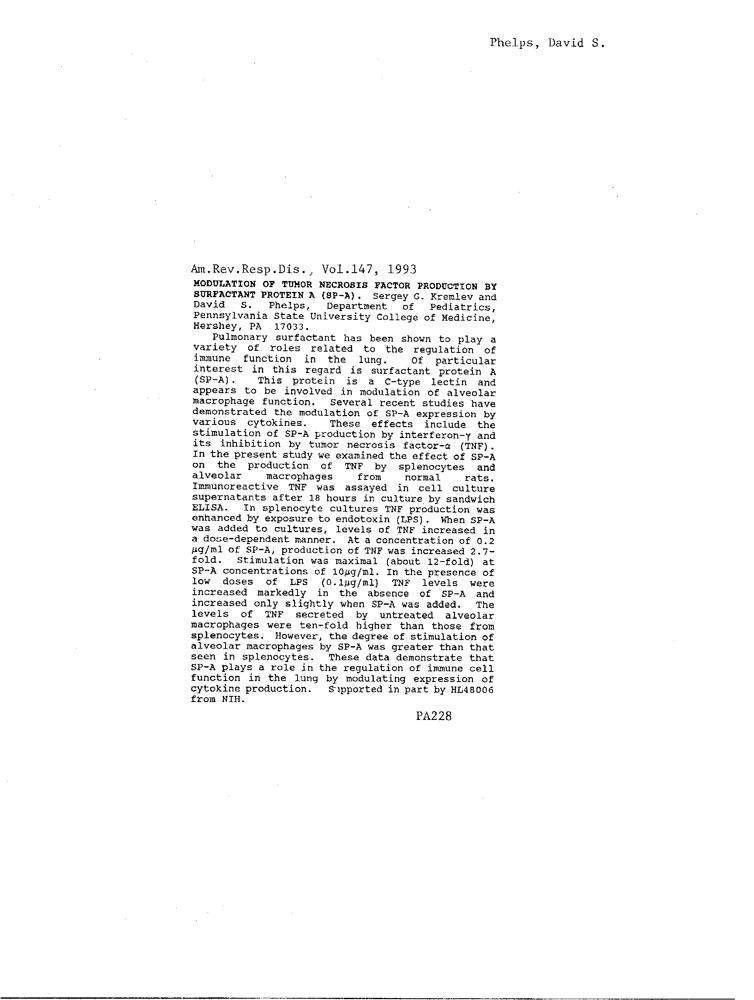 Phelps, David S.
Am.Rev.Resp.Dis., Vol.147, 1993
MODULATION OF TUMOR NECROSIS FACTOR PRODUCTION BY
SURFACTANT PROTEIN A (SP-A). Sergey G. Kremlev and
David S. Phelps, Department of Pediatrics,
Pennsylvania State University College of Medicine,
Hershey, PA 17033.
Pulmonary surfactant has been shown to play a
variety of roles related to the regulation of
immune function in the lung. Of particular
interest in this regard is surfactant protein A
(SP-A). This protein is a C-type lectin and
appears to be involved in modulation of alveolar
macrophage function. Several recent studies have
demonstrated the modulation of SP-A expression by
various cytokines. These effects include the
stimulation of SP-A production by interferon-γ and
its inhibition by tumor necrosis factor-α (TNF).
In the present study we examined the effect of SP-A
on the production of TNF by splenocytes and
alveolar macrophages from normal rats.
Immunoreactive TNF was assayed in cell culture
supernatants after 18 hours in culture by sandwich
ELISA. In splenocyte cultures TNF production was
enhanced by exposure to endotoxin (LPS). When SP-A
was added to cultures, levels of TNF increased in
a dose-dependent manner. At a concentration of 0.2
μg/ml of SP-A, production of TNF was increased 2.7-
fold. Stimulation was maximal (about 12-fold) at
SP-A concentrations of 10μg/ml. In the presence of
low doses of LPS (0.1μg/ml) TNF levels were
increased markedly in the absence of SP-A and
increased only slightly when SP-A was added. The
levels of TNF secreted by untreated alveolar
macrophages were ten-fold higher than those from
splenocytes. However, the degree of stimulation of
alveolar macrophages by SP-A was greater than that
seen in splenocytes. These data demonstrate that
SP-A plays a role in the regulation of immune cell
function in the lung by modulating expression of
cytokine production. Supported in part by HL48006
from NIH.
PA228